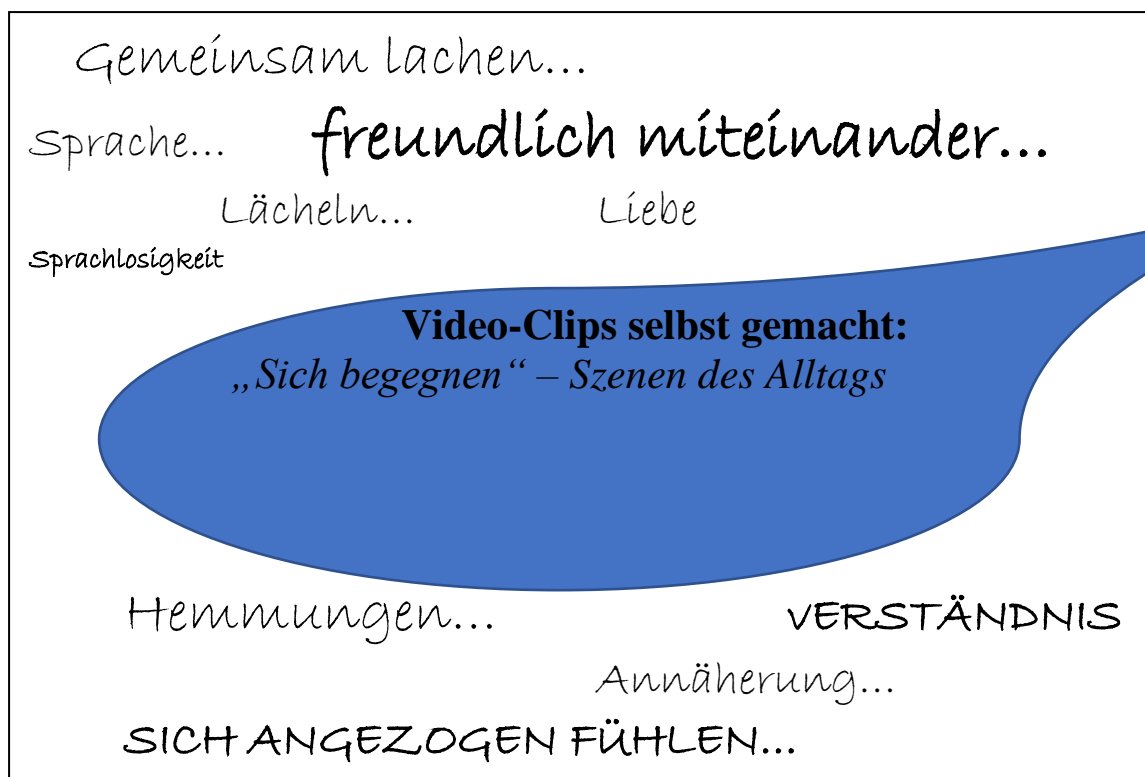 Gemeinsam lachen...
Sprache... freundlich miteinander...
Lächeln... Liebe
Sprachlosigkeit
Video-Clips selbst gemacht:
„Sich begegnen“ – Szenen des Alltags
Hemmungen... VERSTÄNDNIS
Annäherung...
SICH ANGEZOGEN FÜHLEN...